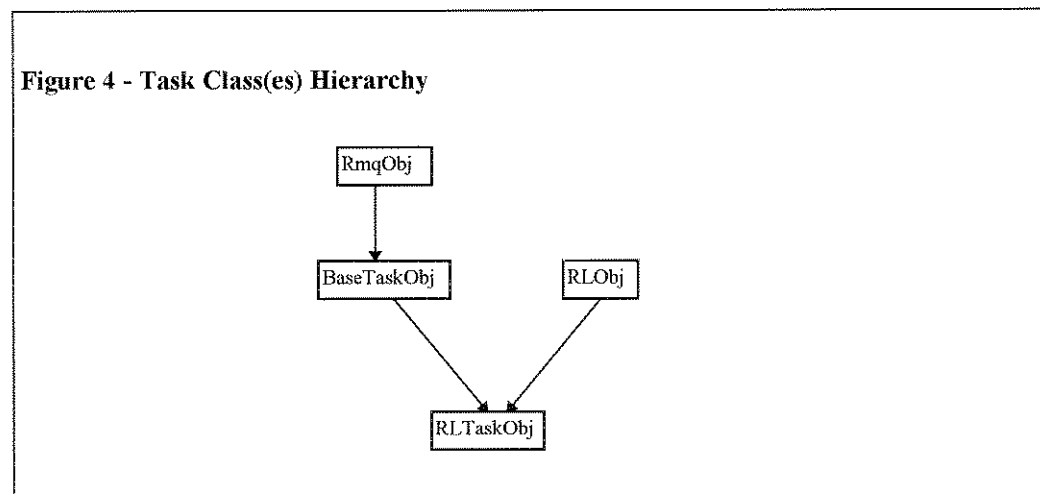 Figure 4 - Task Class(es) Hierarchy
RmqObj
BaseTaskObj
RLObj
RLTaskObj